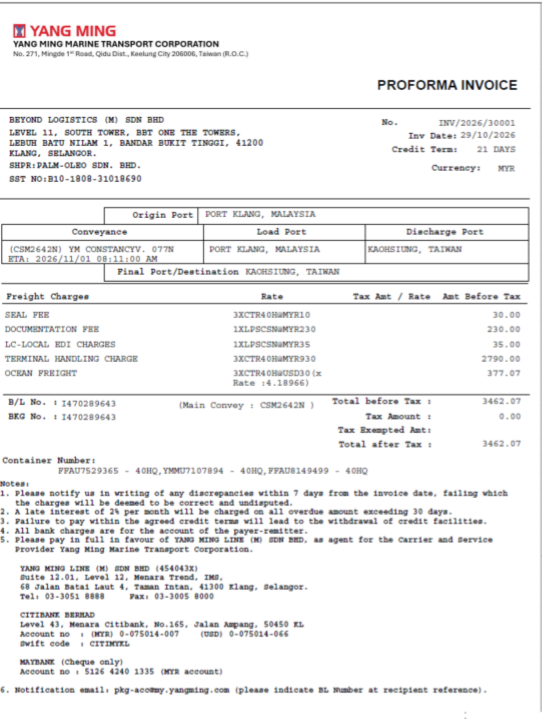 YANG MING
YANG MING MARINE TRANSPORT CORPORATION
No. 271, Mingde 1st Road, Qidu Dist., Keelung City 206006, Taiwan (R.O.C.)
PROFORMA INVOICE
BEYOND LOGISTICS (M) SDN BHD
LEVEL 11, SOUTH TOWER, BBT ONE THE TOWERS,
LEBUH BATU NILAM 1, BANDAR BUKIT TINGGI, 41200
KLANG, SELANGOR.
SHPR:PALM-OLEO SDN. BHD.
SST NO:B10-1808-31018690
No. INV/2026/30001
Inv Date: 29/10/2026
Credit Term: 21 DAYS
Currency: MYR
Origin Port PORT KLANG, MALAYSIA
Conveyance Load Port Discharge Port
(CSM2642N) YM CONSTANCYV. 077N PORT KLANG, MALAYSIA KAOHSIUNG, TAIWAN
ETA: 2026/11/01 08:11:00 AM
Final Port/Destination KAOHSIUNG, TAIWAN
Freight Charges Rate Tax Amt / Rate Amt Before Tax
SEAL FEE 3XCTR40H@MYR10 30.00
DOCUMENTATION FEE 1XLPSCSN@MYR230 230.00
LC-LOCAL EDI CHARGES 1XLPSCSN@MYR35 35.00
TERMINAL HANDLING CHARGE 3XCTR40H@MYR930 2790.00
OCEAN FREIGHT 3XCTR40H@USD30(x 377.07
Rate :4.18966)
B/L No. : I470289643 (Main Convey : CSM2642N ) Total before Tax : 3462.07
BKG No. : I470289643 Tax Amount : 0.00
Tax Exempted Amt:
Total after Tax : 3462.07
Container Number:
FFAU7529365 - 40HQ,YMMU7107894 - 40HQ,FFAU8149499 - 40HQ
Notes:
1. Please notify us in writing of any discrepancies within 7 days from the invoice date, failing which
the charges will be deemed to be correct and undisputed.
2. A late interest of 2% per month will be charged on all overdue amount exceeding 30 days.
3. Failure to pay within the agreed credit terms will lead to the withdrawal of credit facilities.
4. All bank charges are for the account of the payer-remitter.
5. Please pay in full in favour of YANG MING LINE (M) SDN BHD, as agent for the Carrier and Service
Provider Yang Ming Marine Transport Corporation.
YANG MING LINE (M) SDN BHD (454043X)
Suite 12.01, Level 12, Menara Trend, IMS,
68 Jalan Batai Laut 4, Taman Intan, 41300 Klang, Selangor.
Tel: 03-3051 8888 Fax: 03-3005 8000
CITIBANK BERHAD
Level 43, Menara Citibank, No.165, Jalan Ampang, 50450 KL
Account no : (MYR) 0-075014-007 (USD) 0-075014-066
Swift code : CITIMYKL
MAYBANK (Cheque only)
Account no : 5126 4240 1335 (MYR account)
6. Notification email: pkg-acc@my.yangming.com (please indicate BL Number at recipient reference).